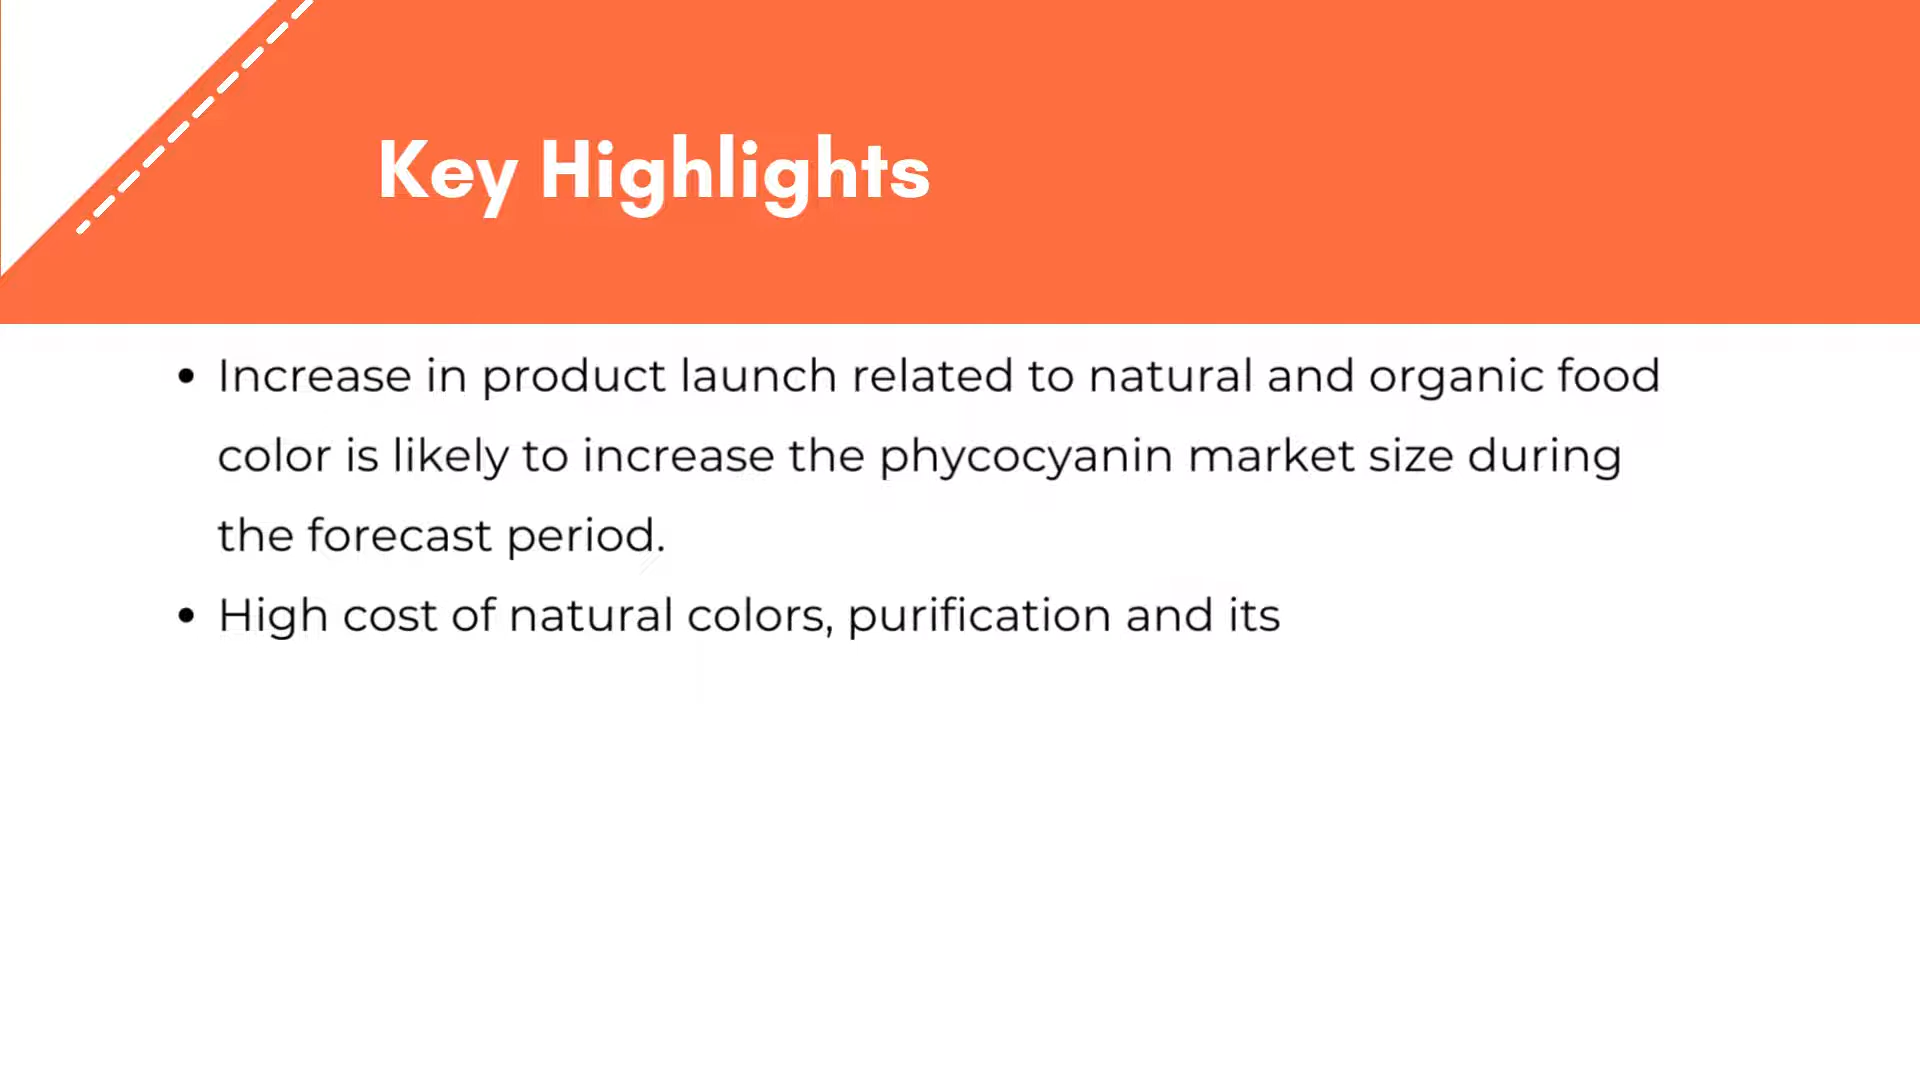 Key Highlights
• Increase in product launch related to natural and organic food
color is likely to increase the phycocyanin market size during
the forecast period.
• High cost of natural colors, purification and its